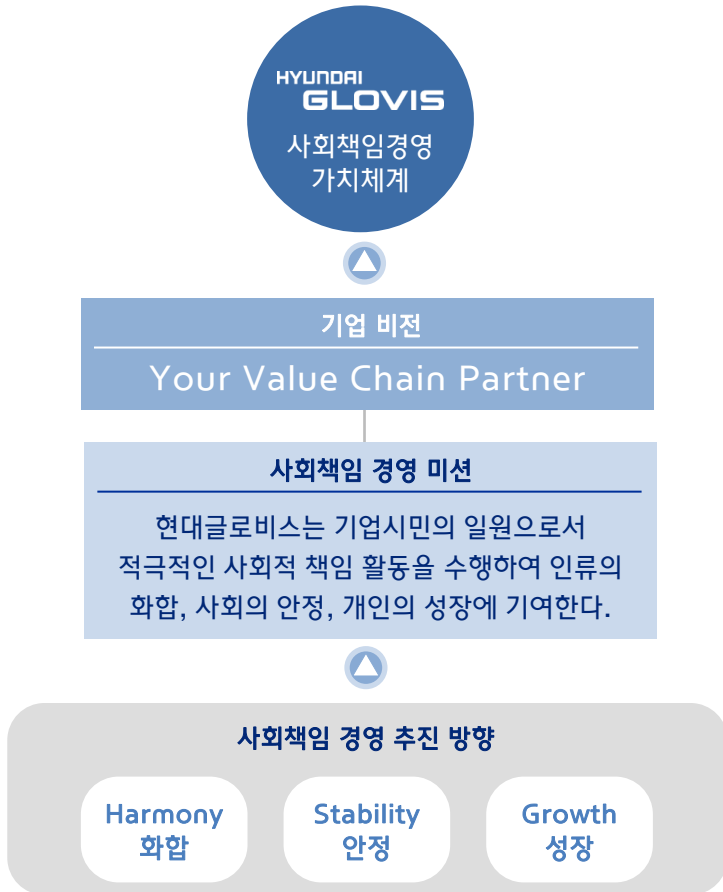 HYUNDAI
GLOVIS
사회책임경영
가치체계
기업 비전
Your Value Chain Partner
사회책임 경영 미션
현대글로비스는 기업시민의 일원으로서
적극적인 사회적 책임 활동을 수행하여 인류의
화합, 사회의 안정, 개인의 성장에 기여한다.
사회책임 경영 추진 방향
Harmony
화합
Stability
안정
Growth
성장